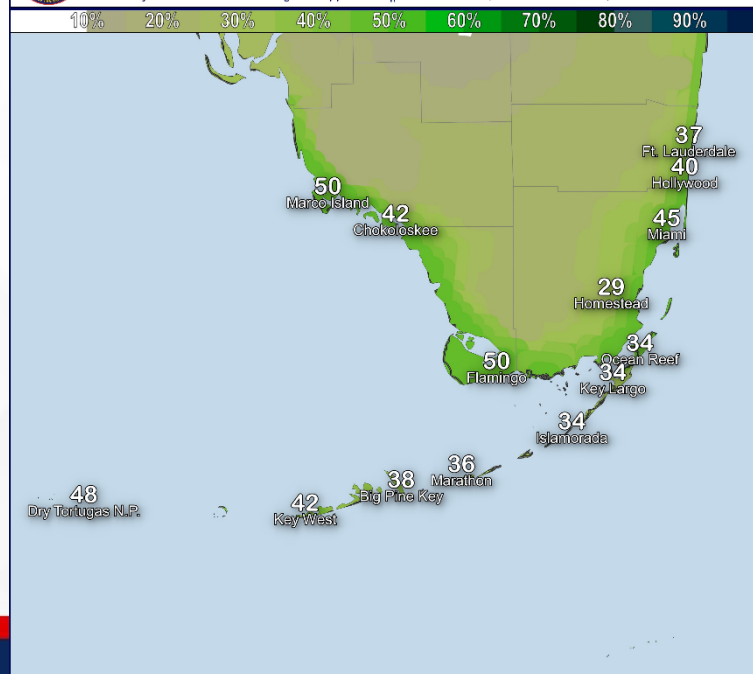 10% 20% 30% 40% 50% 60% 70% 80% 90%
37
Ft. Lauderdale
40
Hollywood
50
Marco Island
42
Chokoloskee
45
Miami
29
Homestead
34
Ocean Reef
50
Flamingo
34
Key Largo
34
Islamorada
36
Marathon
38
Big Pine Key
48
Dry Tortugas N.P.
42
Key West